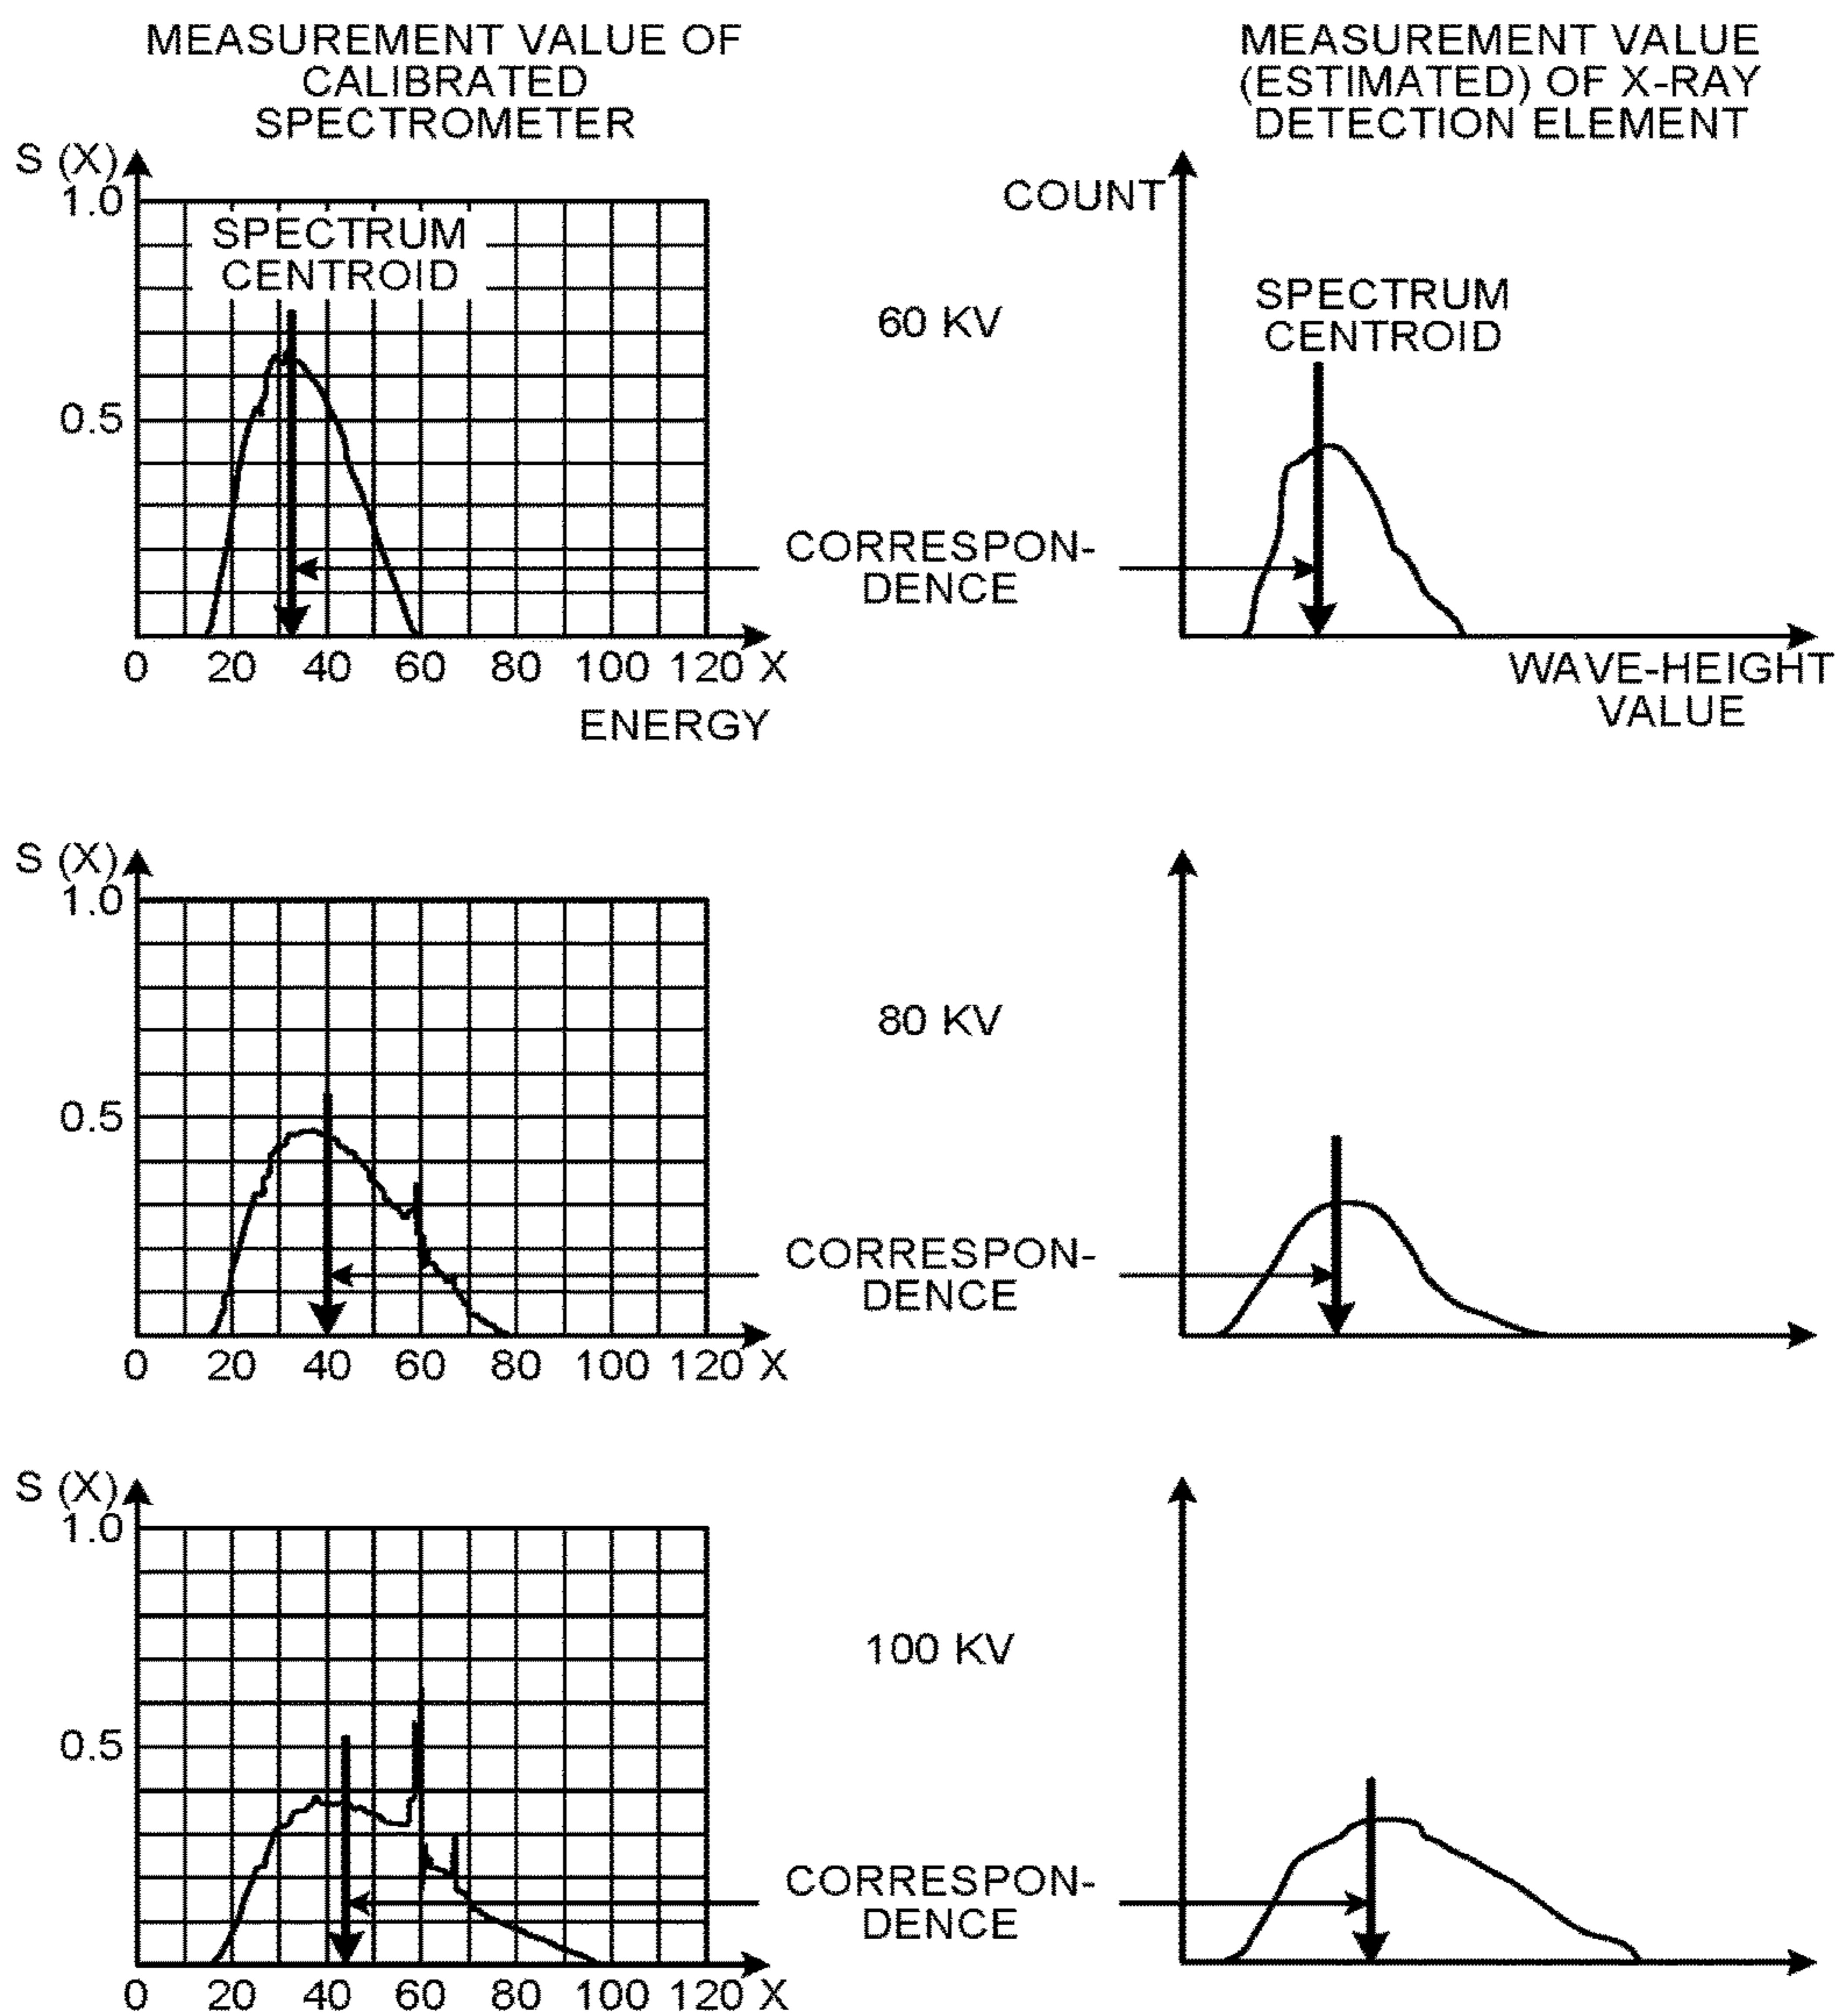 MEASUREMENT VALUE OF
CALIBRATED
SPECTROMETER
MEASUREMENT VALUE
(ESTIMATED) OF X-RAY
DETECTION ELEMENT
S (X)
1.0
0.5
SPECTRUM
CENTROID
0 20 40 60 80 100 120 X
ENERGY
60 KV
CORRESPON-
DENCE
COUNT
SPECTRUM
CENTROID
WAVE-HEIGHT
VALUE
S (X)
1.0
0.5
0 20 40 60 80 100 120 X
80 KV
CORRESPON-
DENCE
S (X)
1.0
0.5
0 20 40 60 80 100 120 X
100 KV
CORRESPON-
DENCE